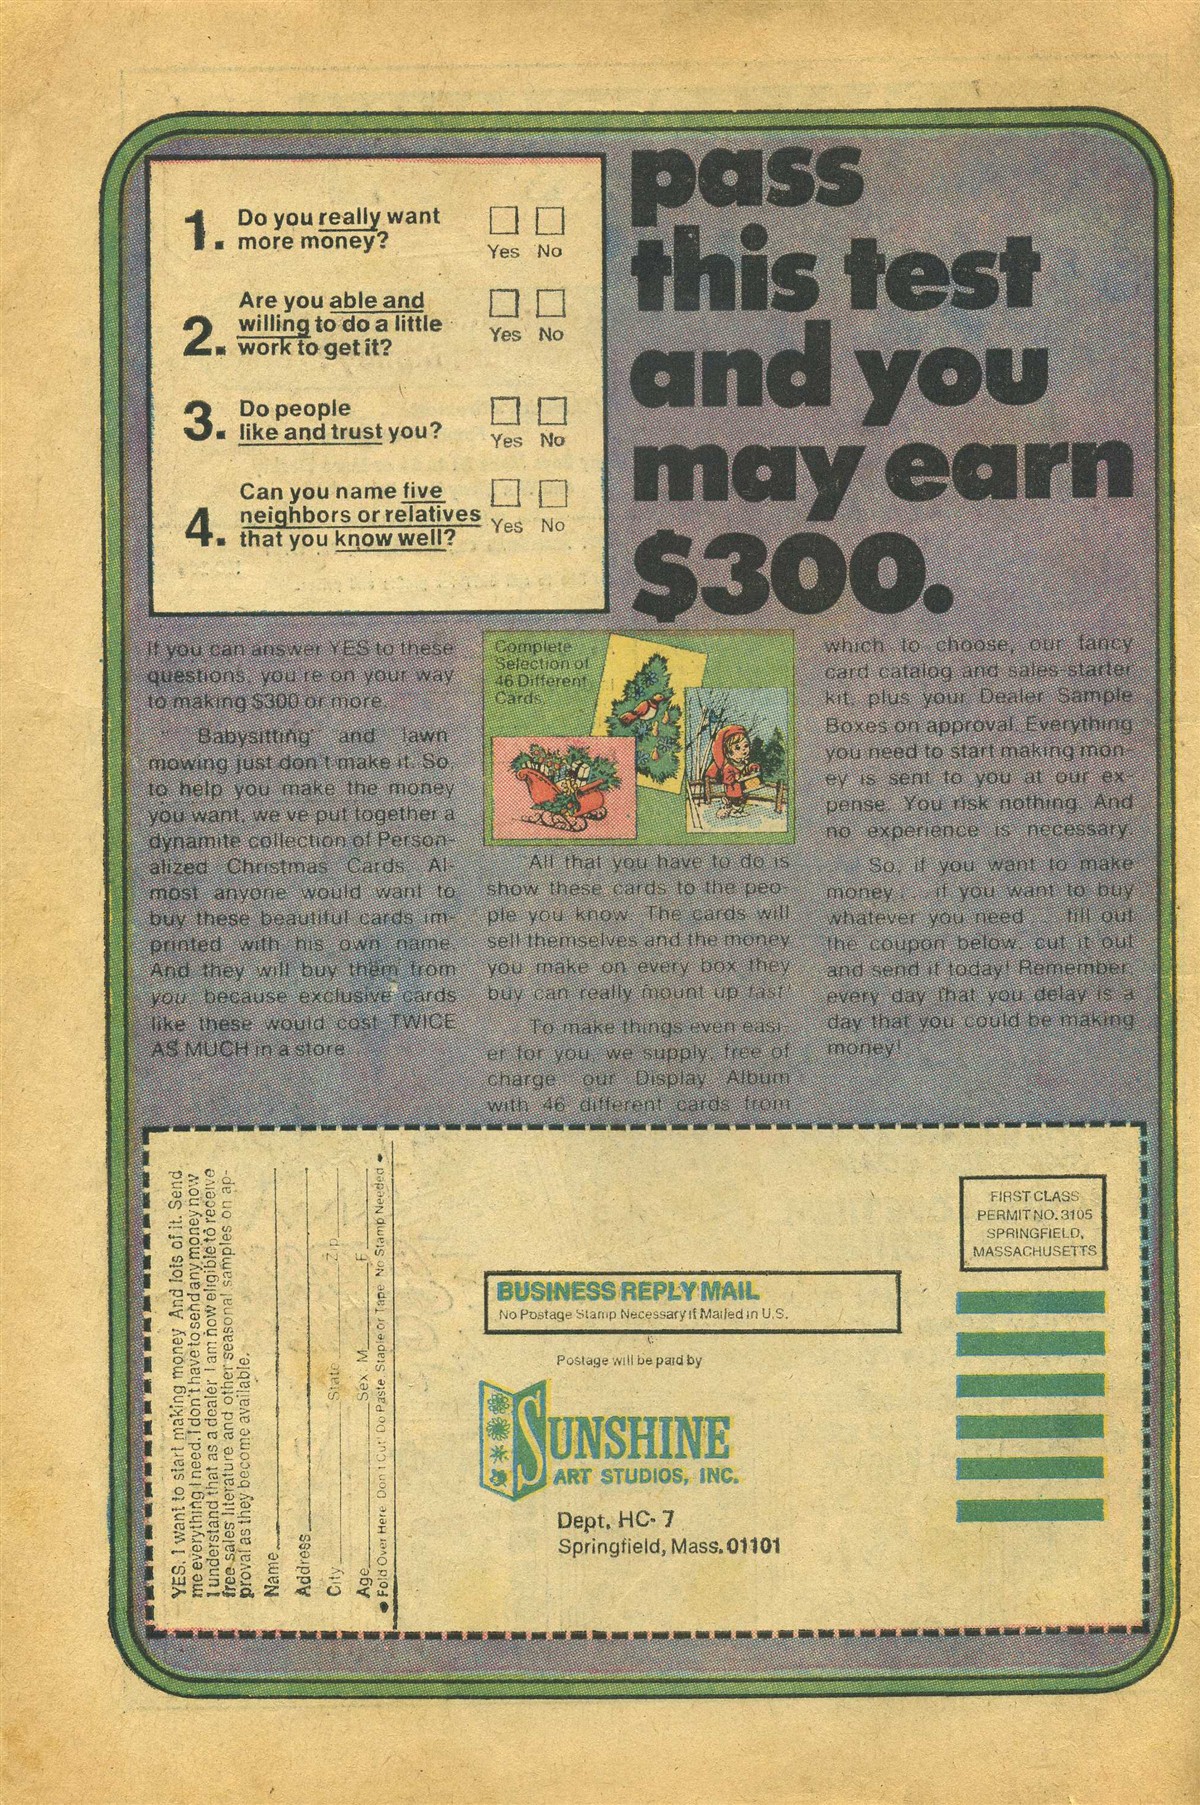 pass
this test
and you
may earn
$300.
1. Do you really want
more money?
Yes No
2. Are you able and
willing to do a little
work to get it?
Yes No
3. Do people
like and trust you?
Yes No
4. Can you name five
neighbors or relatives
that you know well?
Yes No
If you can answer YES to these
questions, you're on your way
to making $300 or more.
Babysitting and lawn
mowing just don't make it. So,
to help you make the money
you want, we've put together a
dynamite collection of Person-
alized Christmas Cards. Al-
most anyone would want to
buy these beautiful cards im-
printed with his own name.
And they will buy them from
you, because exclusive cards
like these would cost TWICE
AS MUCH in a store.
Complete
Selection of
46 Different
Cards.
All that you have to do is
show these cards to the peo-
ple you know. The cards will
sell themselves and the money
you make on every box they
buy can really mount up fast!
To make things even easi-
er for you, we supply, free of
charge our Display Album
with 46 different cards from
which to choose, our fancy
card catalog and sales-starter
kit, plus your Dealer Sample
Boxes on approval. Everything
you need to start making mon-
ey is sent to you at our ex-
pense. You risk nothing. And
no experience is necessary.
So, if you want to make
money . . . if you want to buy
whatever you need . . . fill out
the coupon below, cut it out
and send it today! Remember,
every day that you delay is a
day that you could be making
money!
YES. I want to start making money. And lots of it. Send
me everything I need. I don't have to send any money now
I understand that as a dealer I am now eligible to receive
free sales literature and other seasonal samples on ap-
proval as they become available.
Name
Address
City State Zip
Age Sex: M F
• Fold Over Here Don't Cut! Do Paste, Staple or Tape. No Stamp Needed •
FIRST CLASS
PERMIT NO. 3105
SPRINGFIELD,
MASSACHUSETTS
BUSINESS REPLY MAIL
No Postage Stamp Necessary If Mailed in U.S.
Postage will be paid by
SUNSHINE
ART STUDIOS, INC.
Dept. HC-7
Springfield, Mass. 01101